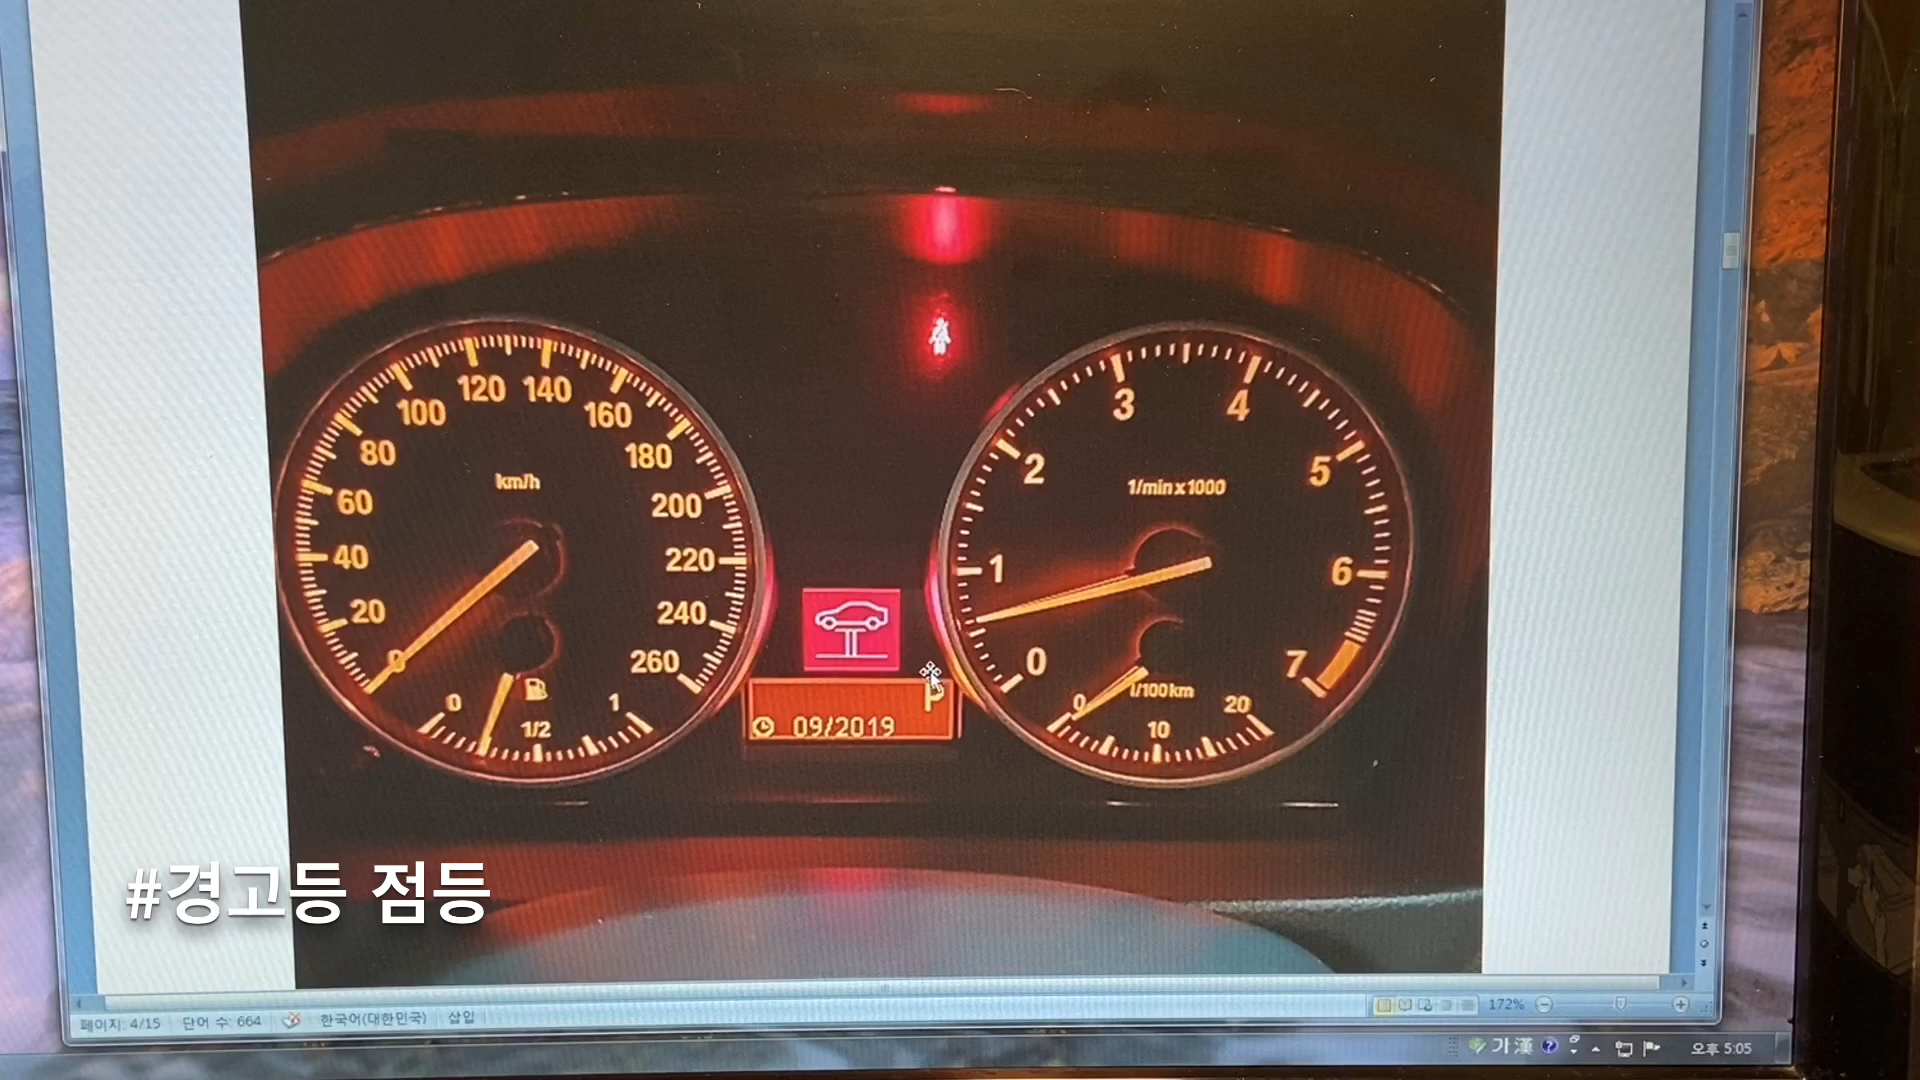 120 140
100 160
80 180
60 200
40 220
20 240
0 260
km/h
0 1/2 1
3 4
2 5
1 6
0 7
1/min x 1000
l/100km
0 10 20
P
09/2019
#경고등 점등
페이지: 4/15 단어 수: 664 한국어(대한민국) 삽입
172%
가 漢 ?
오후 5:05